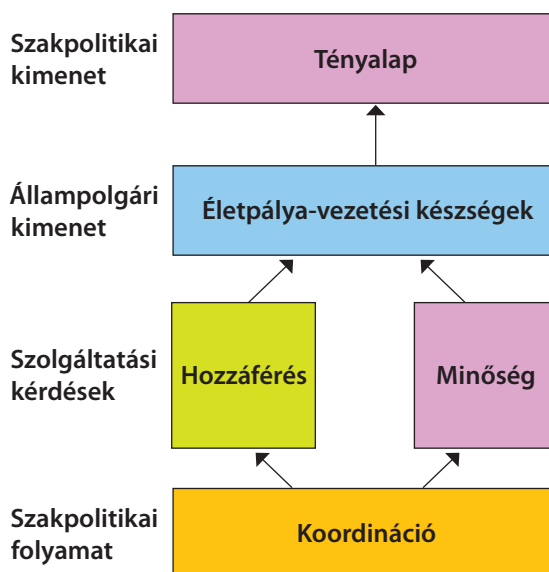 Szakpolitikai
kimenet
Tényalap
Állampolgári
kimenet
Életpálya-vezetési készségek
Szolgáltatási
kérdések
Hozzáférés
Minőség
Szakpolitikai
folyamat
Koordináció